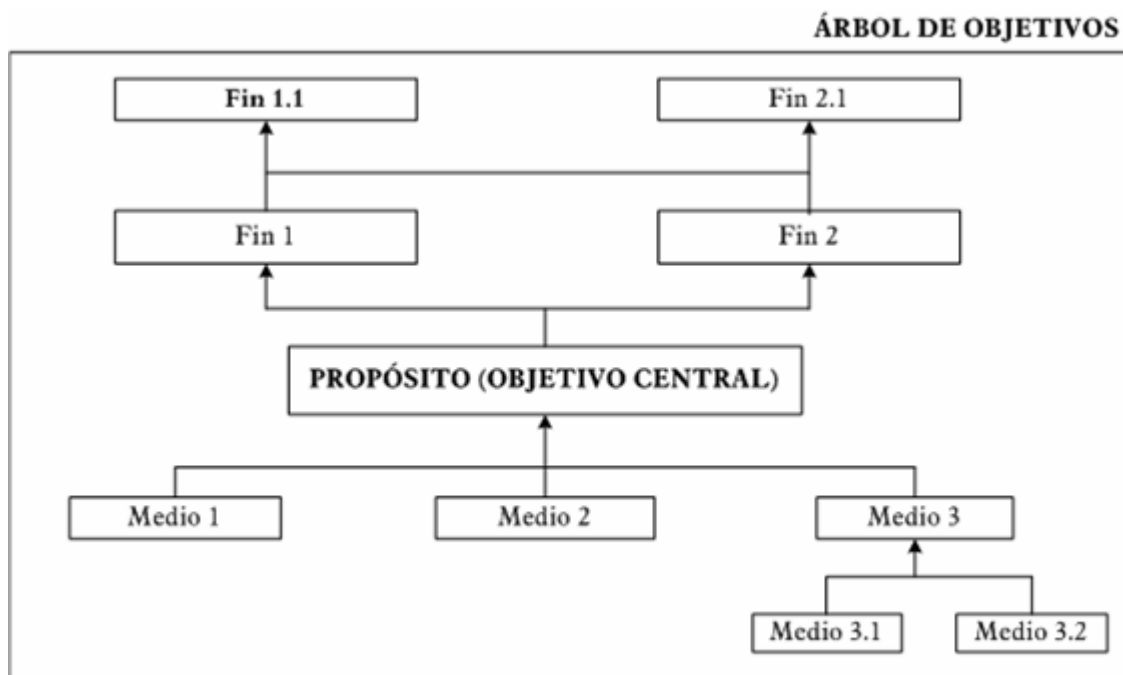 ÁRBOL DE OBJETIVOS
Fin 1.1
Fin 2.1
Fin 1
Fin 2
PROPÓSITO (OBJETIVO CENTRAL)
Medio 1
Medio 2
Medio 3
Medio 3.1
Medio 3.2